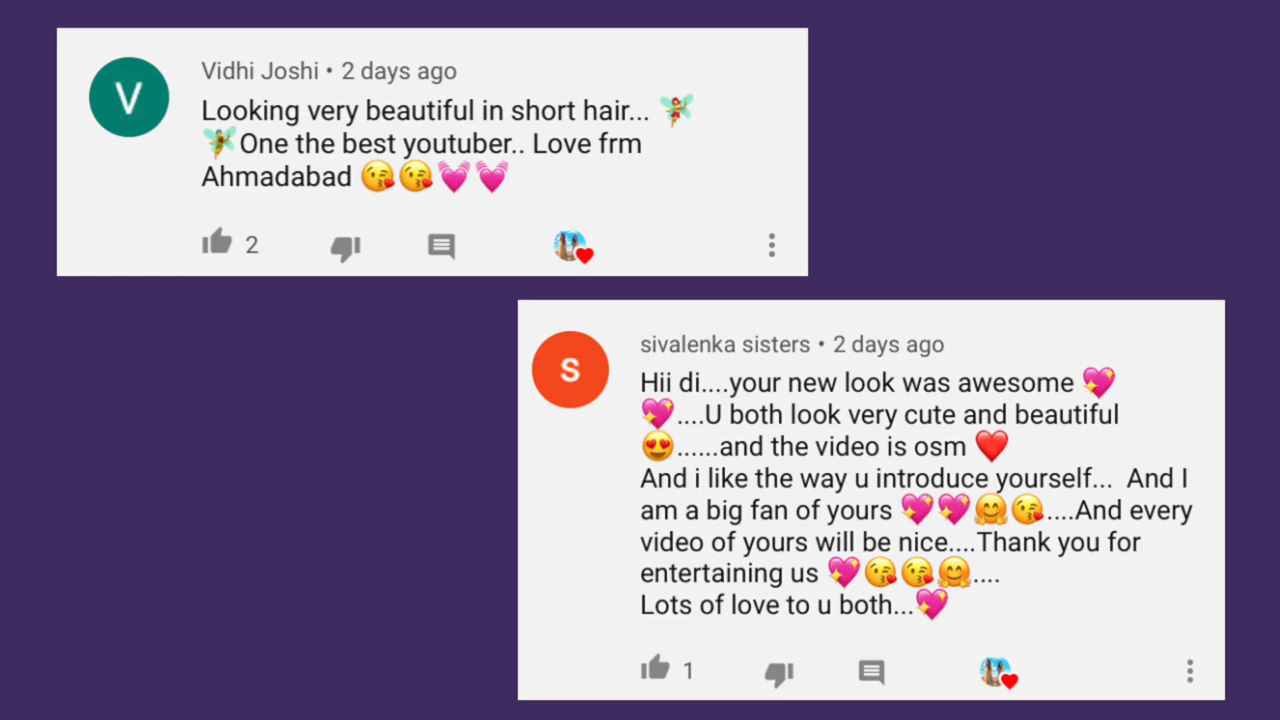 V
Vidhi Joshi • 2 days ago
Looking very beautiful in short hair... 🧚
🧚One the best youtuber.. Love frm
Ahmadabad 😘😘💓💓
2
S
sivalenka sisters • 2 days ago
Hii di....your new look was awesome 💖
💖....U both look very cute and beautiful
😍......and the video is osm ❤️
And i like the way u introduce yourself... And I
am a big fan of yours 💖💖🤗😘....And every
video of yours will be nice....Thank you for
entertaining us 💖😘😘🤗....
Lots of love to u both...💖
1